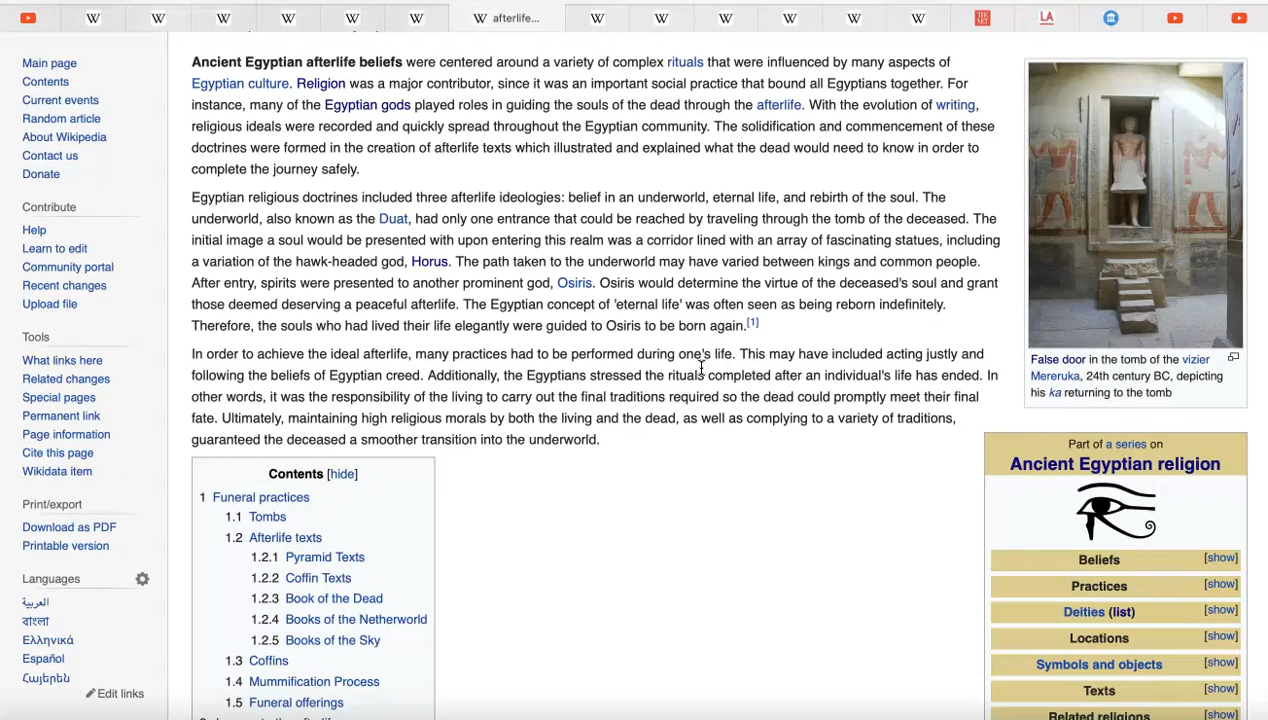 afterlife...
THE MET
LA
Main page
Contents
Current events
Random article
About Wikipedia
Contact us
Donate
Contribute
Help
Learn to edit
Community portal
Recent changes
Upload file
Tools
What links here
Related changes
Special pages
Permanent link
Page information
Cite this page
Wikidata item
Print/export
Download as PDF
Printable version
Languages
العربية
বাংলা
Ελληνικά
Español
Հայերեն
Edit links
Ancient Egyptian afterlife beliefs were centered around a variety of complex rituals that were influenced by many aspects of
Egyptian culture. Religion was a major contributor, since it was an important social practice that bound all Egyptians together. For
instance, many of the Egyptian gods played roles in guiding the souls of the dead through the afterlife. With the evolution of writing,
religious ideals were recorded and quickly spread throughout the Egyptian community. The solidification and commencement of these
doctrines were formed in the creation of afterlife texts which illustrated and explained what the dead would need to know in order to
complete the journey safely.
Egyptian religious doctrines included three afterlife ideologies: belief in an underworld, eternal life, and rebirth of the soul. The
underworld, also known as the Duat, had only one entrance that could be reached by traveling through the tomb of the deceased. The
initial image a soul would be presented with upon entering this realm was a corridor lined with an array of fascinating statues, including
a variation of the hawk-headed god, Horus. The path taken to the underworld may have varied between kings and common people.
After entry, spirits were presented to another prominent god, Osiris. Osiris would determine the virtue of the deceased's soul and grant
those deemed deserving a peaceful afterlife. The Egyptian concept of 'eternal life' was often seen as being reborn indefinitely.
Therefore, the souls who had lived their life elegantly were guided to Osiris to be born again.[1]
In order to achieve the ideal afterlife, many practices had to be performed during one's life. This may have included acting justly and
following the beliefs of Egyptian creed. Additionally, the Egyptians stressed the rituals completed after an individual's life has ended. In
other words, it was the responsibility of the living to carry out the final traditions required so the dead could promptly meet their final
fate. Ultimately, maintaining high religious morals by both the living and the dead, as well as complying to a variety of traditions,
guaranteed the deceased a smoother transition into the underworld.
Contents [hide]
1 Funeral practices
1.1 Tombs
1.2 Afterlife texts
1.2.1 Pyramid Texts
1.2.2 Coffin Texts
1.2.3 Book of the Dead
1.2.4 Books of the Netherworld
1.2.5 Books of the Sky
1.3 Coffins
1.4 Mummification Process
1.5 Funeral offerings
False door in the tomb of the vizier
Mereruka, 24th century BC, depicting
his ka returning to the tomb
Part of a series on
Ancient Egyptian religion
Beliefs [show]
Practices [show]
Deities (list) [show]
Locations [show]
Symbols and objects [show]
Texts [show]
Related religions [show]